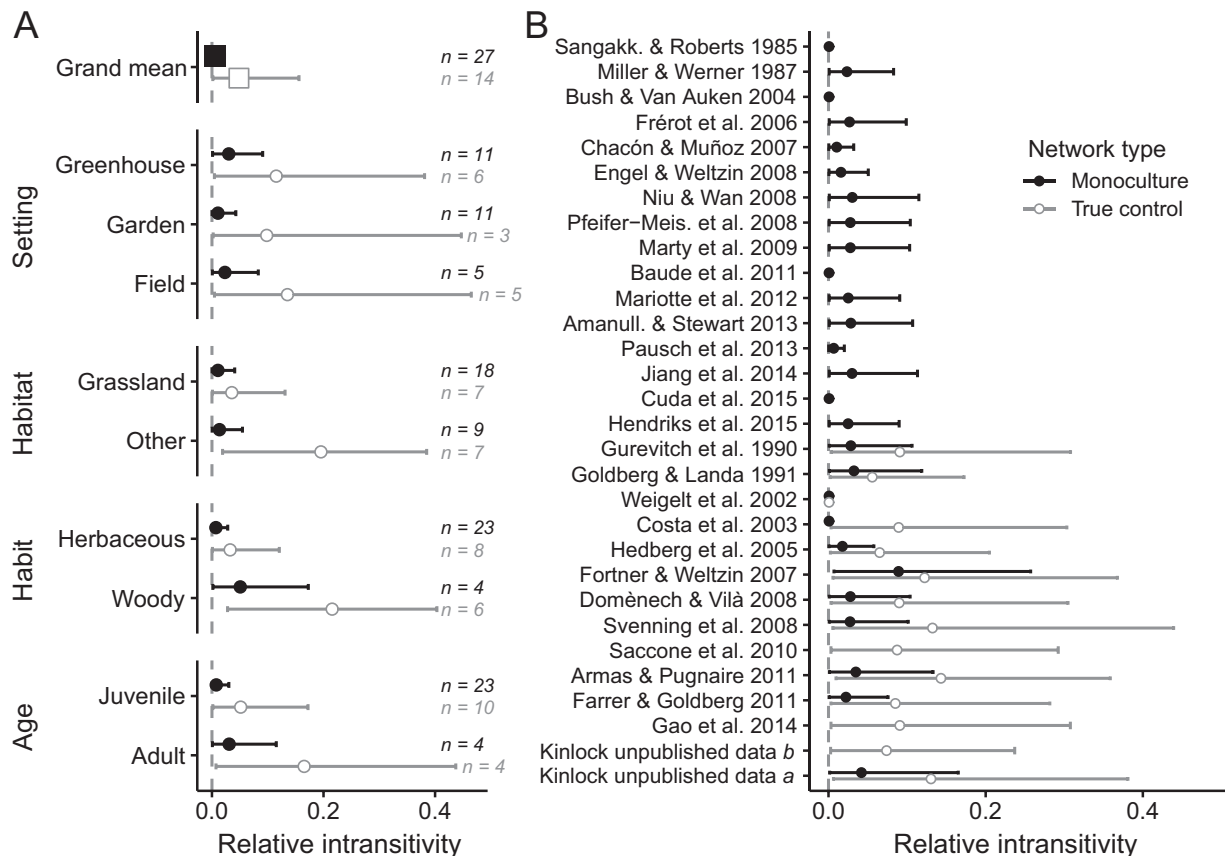 A
Grand mean
n = 27
n = 14
Setting
Greenhouse
n = 11
n = 6
Garden
n = 11
n = 3
Field
n = 5
n = 5
Habitat
Grassland
n = 18
n = 7
Other
n = 9
n = 7
Habit
Herbaceous
n = 23
n = 8
Woody
n = 4
n = 6
Age
Juvenile
n = 23
n = 10
Adult
n = 4
n = 4
0.0 0.2 0.4
Relative intransitivity
B
Sangakk. & Roberts 1985
Miller & Werner 1987
Bush & Van Auken 2004
Frérot et al. 2006
Chacón & Muñoz 2007
Engel & Weltzin 2008
Niu & Wan 2008
Pfeifer−Meis. et al. 2008
Marty et al. 2009
Baude et al. 2011
Mariotte et al. 2012
Amanull. & Stewart 2013
Pausch et al. 2013
Jiang et al. 2014
Cuda et al. 2015
Hendriks et al. 2015
Gurevitch et al. 1990
Goldberg & Landa 1991
Weigelt et al. 2002
Costa et al. 2003
Hedberg et al. 2005
Fortner & Weltzin 2007
Domènech & Vilà 2008
Svenning et al. 2008
Saccone et al. 2010
Armas & Pugnaire 2011
Farrer & Goldberg 2011
Gao et al. 2014
Kinlock unpublished data b
Kinlock unpublished data a
0.0 0.2 0.4
Relative intransitivity
Network type
Monoculture
True control